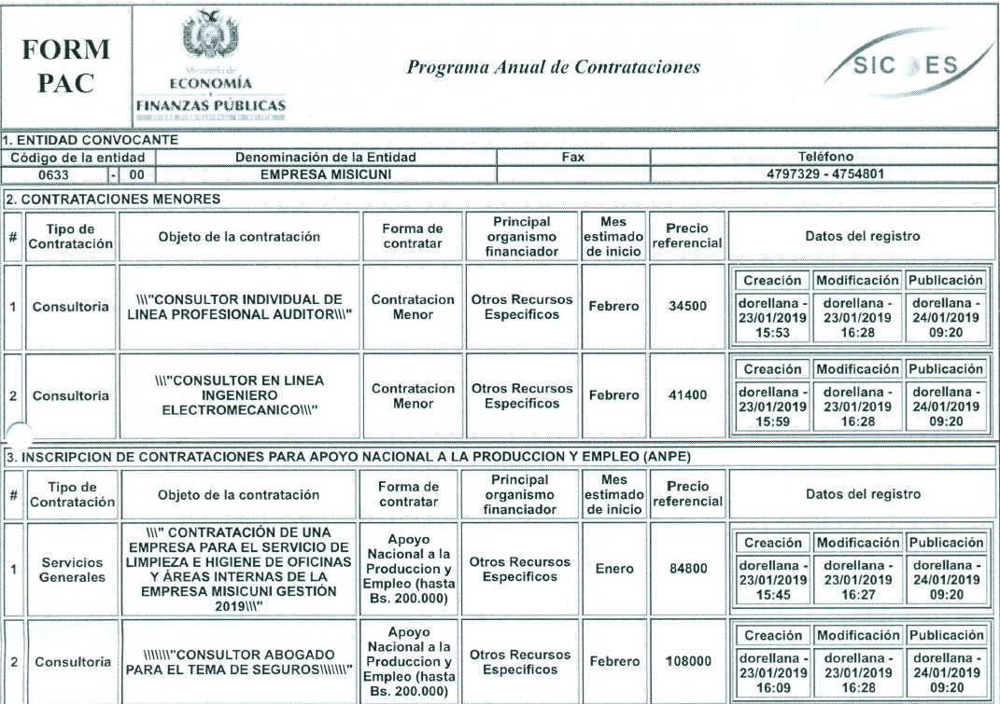 FORM
PAC
Ministerio de
ECONOMÍA
Y
FINANZAS PÚBLICAS
Programa Anual de Contrataciones
SIC ES
1. ENTIDAD CONVOCANTE
Código de la entidad Denominación de la Entidad Fax Teléfono
0633 - 00 EMPRESA MISICUNI 4797329 - 4754801
2. CONTRATACIONES MENORES
# Tipo de Contratación Objeto de la contratación Forma de contratar Principal organismo financiador Mes estimado de inicio Precio referencial Datos del registro
Creación Modificación Publicación
1 Consultoria \\\"CONSULTOR INDIVIDUAL DE LINEA PROFESIONAL AUDITOR\\\" Contratacion Menor Otros Recursos Especificos Febrero 34500 dorellana - 23/01/2019 15:53 dorellana - 23/01/2019 16:28 dorellana - 24/01/2019 09:20
Creación Modificación Publicación
2 Consultoria \\\"CONSULTOR EN LINEA INGENIERO ELECTROMECANICO\\\" Contratacion Menor Otros Recursos Especificos Febrero 41400 dorellana - 23/01/2019 15:59 dorellana - 23/01/2019 16:28 dorellana - 24/01/2019 09:20
3. INSCRIPCION DE CONTRATACIONES PARA APOYO NACIONAL A LA PRODUCCION Y EMPLEO (ANPE)
# Tipo de Contratación Objeto de la contratación Forma de contratar Principal organismo financiador Mes estimado de inicio Precio referencial Datos del registro
Creación Modificación Publicación
1 Servicios Generales \\\" CONTRATACIÓN DE UNA EMPRESA PARA EL SERVICIO DE LIMPIEZA E HIGIENE DE OFICINAS Y ÁREAS INTERNAS DE LA EMPRESA MISICUNI GESTIÓN 2019\\\" Apoyo Nacional a la Produccion y Empleo (hasta Bs. 200.000) Otros Recursos Especificos Enero 84800 dorellana - 23/01/2019 15:45 dorellana - 23/01/2019 16:27 dorellana - 24/01/2019 09:20
Creación Modificación Publicación
2 Consultoria \\\\\\\"CONSULTOR ABOGADO PARA EL TEMA DE SEGUROS\\\\\\\" Apoyo Nacional a la Produccion y Empleo (hasta Bs. 200.000) Otros Recursos Especificos Febrero 108000 dorellana - 23/01/2019 16:09 dorellana - 23/01/2019 16:28 dorellana - 24/01/2019 09:20